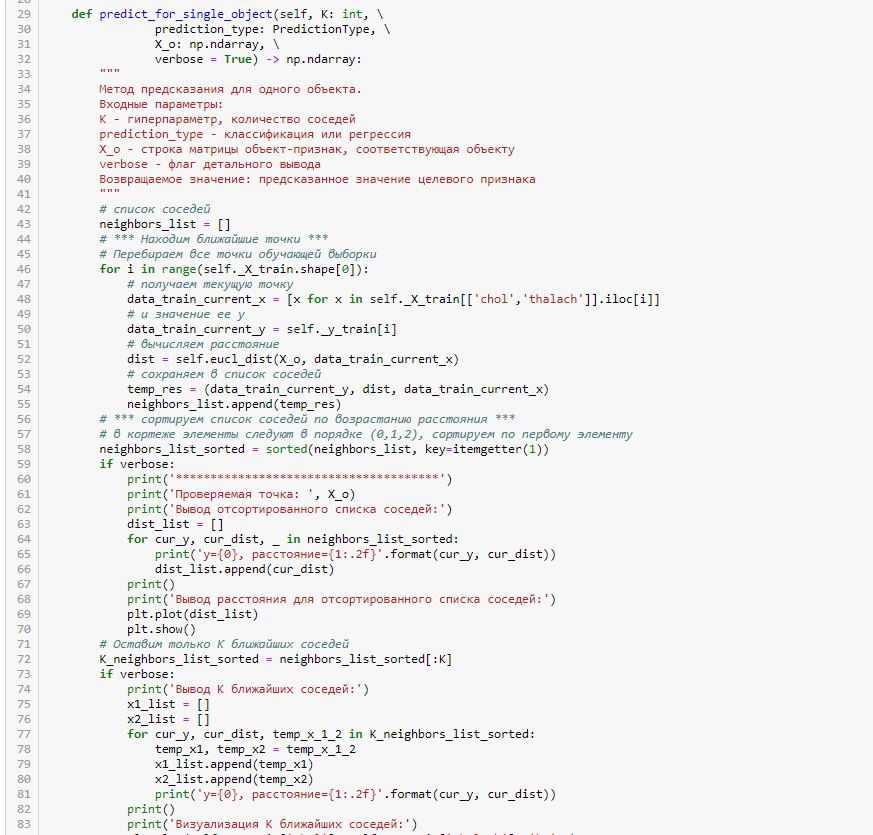 28
29 def predict_for_single_object(self, K: int, \
30 prediction_type: PredictionType, \
31 X_o: np.ndarray, \
32 verbose = True) -> np.ndarray:
33 """
34 Метод предсказания для одного объекта.
35 Входные параметры:
36 K - гиперпараметр, количество соседей
37 prediction_type - классификация или регрессия
38 X_o - строка матрицы объект-признак, соответствующая объекту
39 verbose - флаг детального вывода
40 Возвращаемое значение: предсказанное значение целевого признака
41 """
42 # список соседей
43 neighbors_list = []
44 # *** Находим ближайшие точки ***
45 # Перебираем все точки обучающей выборки
46 for i in range(self._X_train.shape[0]):
47 # получаем текущую точку
48 data_train_current_x = [x for x in self._X_train[['chol','thalach']].iloc[i]]
49 # и значение ее y
50 data_train_current_y = self._y_train[i]
51 # вычисляем расстояние
52 dist = self.eucl_dist(X_o, data_train_current_x)
53 # сохраняем в список соседей
54 temp_res = (data_train_current_y, dist, data_train_current_x)
55 neighbors_list.append(temp_res)
56 # *** сортируем список соседей по возрастанию расстояния ***
57 # в кортеже элементы следуют в порядке (0,1,2), сортируем по первому элементу
58 neighbors_list_sorted = sorted(neighbors_list, key=itemgetter(1))
59 if verbose:
60 print('**************************************')
61 print('Проверяемая точка: ', X_o)
62 print('Вывод отсортированного списка соседей:')
63 dist_list = []
64 for cur_y, cur_dist, _ in neighbors_list_sorted:
65 print('y={0}, расстояние={1:.2f}'.format(cur_y, cur_dist))
66 dist_list.append(cur_dist)
67 print()
68 print('Вывод расстояния для отсортированного списка соседей:')
69 plt.plot(dist_list)
70 plt.show()
71 # Оставим только K ближайших соседей
72 K_neighbors_list_sorted = neighbors_list_sorted[:K]
73 if verbose:
74 print('Вывод K ближайших соседей:')
75 x1_list = []
76 x2_list = []
77 for cur_y, cur_dist, temp_x_1_2 in K_neighbors_list_sorted:
78 temp_x1, temp_x2 = temp_x_1_2
79 x1_list.append(temp_x1)
80 x2_list.append(temp_x2)
81 print('y={0}, расстояние={1:.2f}'.format(cur_y, cur_dist))
82 print()
83 print('Визуализация K ближайших соседей:')